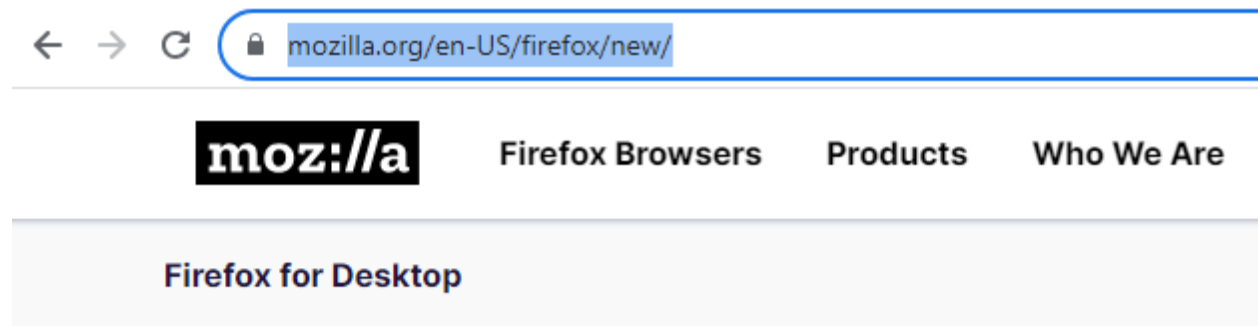 mozilla.org/en-US/firefox/new/
moz://a Firefox Browsers Products Who We Are
Firefox for Desktop